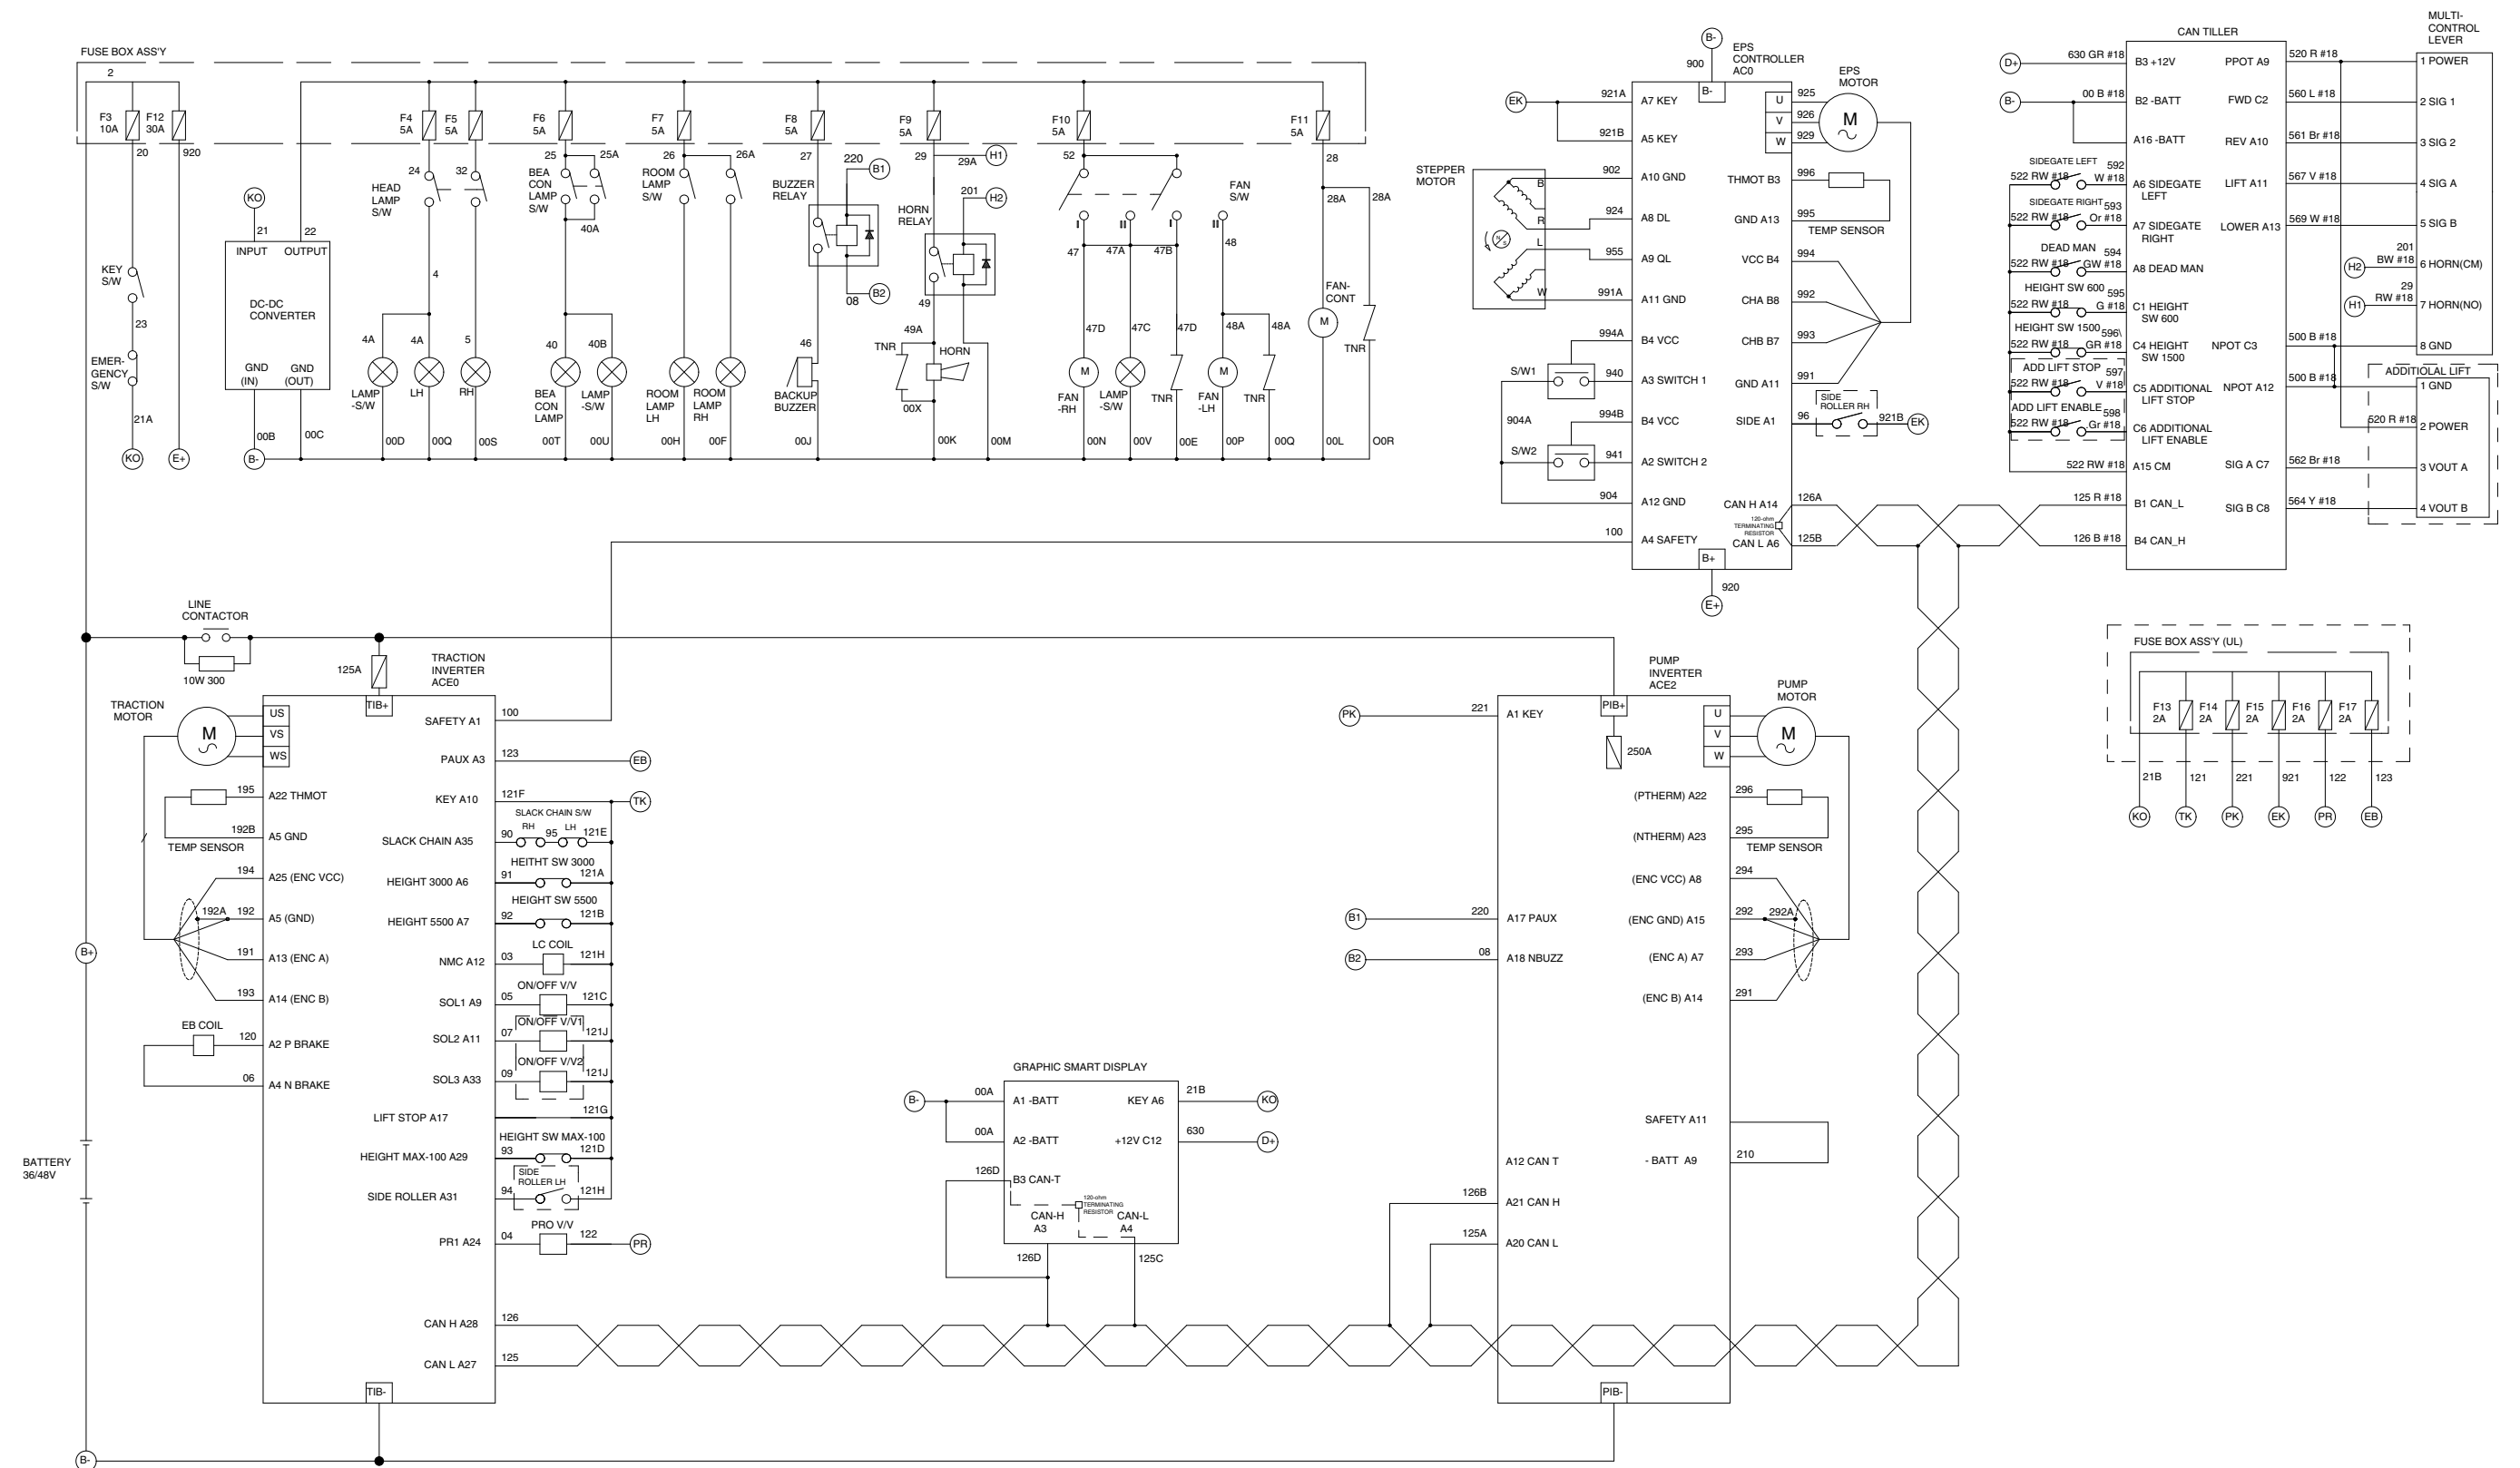 FUSE BOX ASS'Y
2
F3
10A
F12
30A
F4
5A
F5
5A
F6
5A
F7
5A
F8
5A
F9
5A
F10
5A
F11
5A
20
920
24
32
25
25A
26
26A
27
220
B1
29
29A
H1
52
28
HEAD
LAMP
S/W
BEA
CON
LAMP
S/W
ROOM
LAMP
S/W
BUZZER
RELAY
HORN
RELAY
201
H2
FAN
S/W
28A
28A
KO
21
22
INPUT
OUTPUT
DC-DC
CONVERTER
GND
(IN)
GND
(OUT)
KEY
S/W
23
EMER-
GENCY
S/W
21A
KO
E+
B-
00B
00C
4
4A
4A
5
40A
40
40B
08
B2
46
49
49A
TNR
HORN
00X
I
II
I
II
47
47A
47B
48
47D
47C
47D
48A
48A
FAN-
CONT
M
TNR
LAMP
-S/W
LH
RH
BEA
CON
LAMP
LAMP
-S/W
ROOM
LAMP
LH
ROOM
LAMP
RH
BACKUP
BUZZER
M
FAN
-RH
LAMP
-S/W
TNR
M
FAN
-LH
TNR
00D
00Q
00S
00T
00U
00H
00F
00J
00K
00M
00N
00V
00E
00P
00Q
00L
O0R
B-
900
EPS
CONTROLLER
AC0
B-
EPS
MOTOR
M
EK
921A
A7 KEY
921B
A5 KEY
U
925
V
926
W
929
STEPPER
MOTOR
B
R
L
W
N/S
902
A10 GND
924
A8 DL
955
A9 QL
991A
A11 GND
994A
B4 VCC
S/W1
940
A3 SWITCH 1
994B
B4 VCC
904A
S/W2
941
A2 SWITCH 2
904
A12 GND
100
A4 SAFETY
THMOT B3
996
GND A13
995
TEMP SENSOR
VCC B4
994
CHA B8
992
CHB B7
993
GND A11
991
SIDE A1
96
SIDE
ROLLER RH
921B
EK
CAN H A14
126A
120-ohm
TERMINATING
RESISTOR
CAN L A6
125B
B+
920
E+
CAN TILLER
MULTI-
CONTROL
LEVER
D+
630 GR #18
B3 +12V
B-
00 B #18
B2 -BATT
A16 -BATT
SIDEGATE LEFT
592
522 RW #18
W #18
A6 SIDEGATE
LEFT
SIDEGATE RIGHT
593
522 RW #18
Or #18
A7 SIDEGATE
RIGHT
DEAD MAN
594
522 RW #18
GW #18
A8 DEAD MAN
HEIGHT SW 600
595
522 RW #18
G #18
C1 HEIGHT
SW 600
HEIGHT SW 1500
596\
522 RW #18
GR #18
C4 HEIGHT
SW 1500
ADD LIFT STOP
597
522 RW #18
V #18
C5 ADDITIONAL
LIFT STOP
ADD LIFT ENABLE
598
522 RW #18
Gr #18
C6 ADDITIONAL
LIFT ENABLE
522 RW #18
A15 CM
125 R #18
B1 CAN_L
126 B #18
B4 CAN_H
PPOT A9
520 R #18
1 POWER
FWD C2
560 L #18
2 SIG 1
REV A10
561 Br #18
3 SIG 2
LIFT A11
567 V #18
4 SIG A
LOWER A13
569 W #18
5 SIG B
H2
201
BW #18
6 HORN(CM)
H1
29
RW #18
7 HORN(NO)
NPOT C3
500 B #18
8 GND
ADDITIOLAL LIFT
NPOT A12
500 B #18
1 GND
520 R #18
2 POWER
SIG A C7
562 Br #18
3 VOUT A
SIG B C8
564 Y #18
4 VOUT B
LINE
CONTACTOR
10W 300
125A
TRACTION
INVERTER
ACE0
TIB+
TRACTION
MOTOR
M
US
VS
WS
195
A22 THMOT
192B
A5 GND
TEMP SENSOR
194
A25 (ENC VCC)
192A
192
A5 (GND)
191
A13 (ENC A)
193
A14 (ENC B)
EB COIL
120
A2 P BRAKE
06
A4 N BRAKE
B+
BATTERY
36/48V
B-
TIB-
SAFETY A1
100
PAUX A3
123
EB
KEY A10
121F
TK
SLACK CHAIN S/W
RH
LH
SLACK CHAIN A35
90
95
121E
HEITHT SW 3000
HEIGHT 3000 A6
91
121A
HEIGHT SW 5500
HEIGHT 5500 A7
92
121B
LC COIL
NMC A12
03
121H
ON/OFF V/V
SOL1 A9
05
121C
ON/OFF V/V1
SOL2 A11
07
121J
ON/OFF V/V2
SOL3 A33
09
121J
LIFT STOP A17
121G
HEIGHT SW MAX-100
HEIGHT MAX-100 A29
93
121D
SIDE
ROLLER LH
SIDE ROLLER A31
94
121H
PRO V/V
PR1 A24
04
122
PR
CAN H A28
126
CAN L A27
125
GRAPHIC SMART DISPLAY
B-
00A
A1 -BATT
00A
A2 -BATT
KEY A6
21B
KO
+12V C12
630
D+
126D
B3 CAN-T
120-ohm
TERMINATING
RESISTOR
CAN-H
A3
CAN-L
A4
126D
125C
PUMP
INVERTER
ACE2
PIB+
250A
PUMP
MOTOR
M
U
V
W
PK
221
A1 KEY
B1
220
A17 PAUX
B2
08
A18 NBUZZ
(PTHERM) A22
296
(NTHERM) A23
295
TEMP SENSOR
(ENC VCC) A8
294
(ENC GND) A15
292
292A
(ENC A) A7
293
(ENC B) A14
291
SAFETY A11
- BATT A9
210
A12 CAN T
126B
A21 CAN H
125A
A20 CAN L
PIB-
FUSE BOX ASS'Y (UL)
F13
2A
F14
2A
F15
2A
F16
2A
F17
2A
21B
121
221
921
122
123
KO
TK
PK
EK
PR
EB